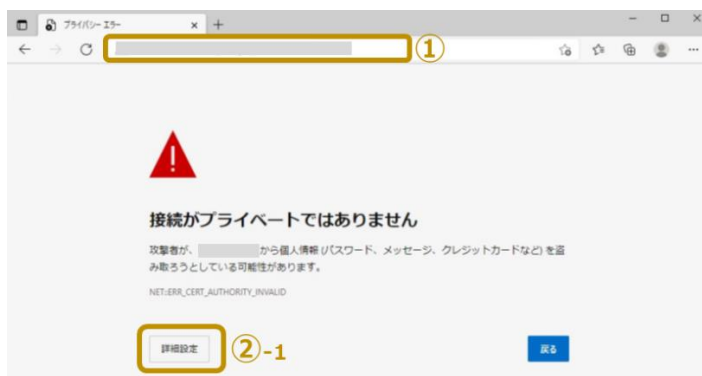 プライバシー エラー
①
接続がプライベートではありません
攻撃者が、 から個人情報 (パスワード、メッセージ、クレジットカードなど) を盗
み取ろうとしている可能性があります。
NET::ERR_CERT_AUTHORITY_INVALID
詳細設定
②-1
戻る